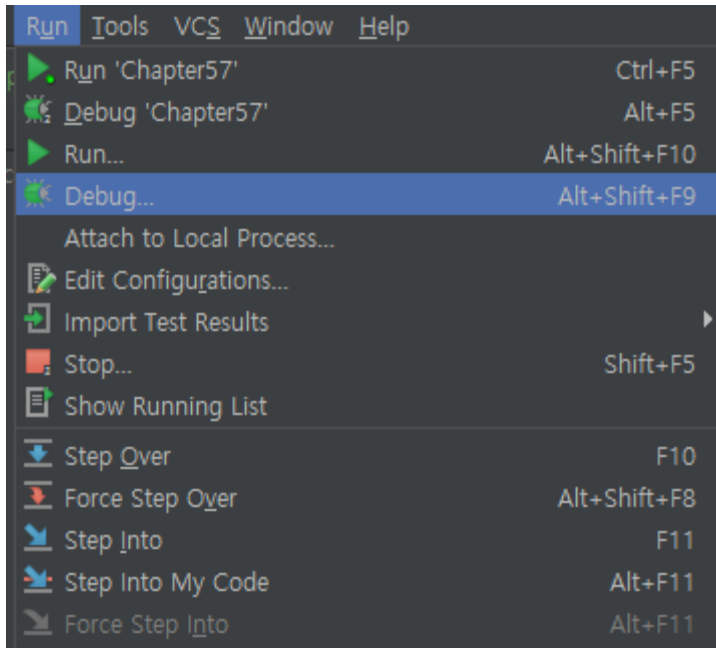 Run Tools VCS Window Help
Run 'Chapter57' Ctrl+F5
Debug 'Chapter57' Alt+F5
Run... Alt+Shift+F10
Debug... Alt+Shift+F9
Attach to Local Process...
Edit Configurations...
Import Test Results
Stop... Shift+F5
Show Running List
Step Over F10
Force Step Over Alt+Shift+F8
Step Into F11
Step Into My Code Alt+F11
Force Step Into Alt+F11